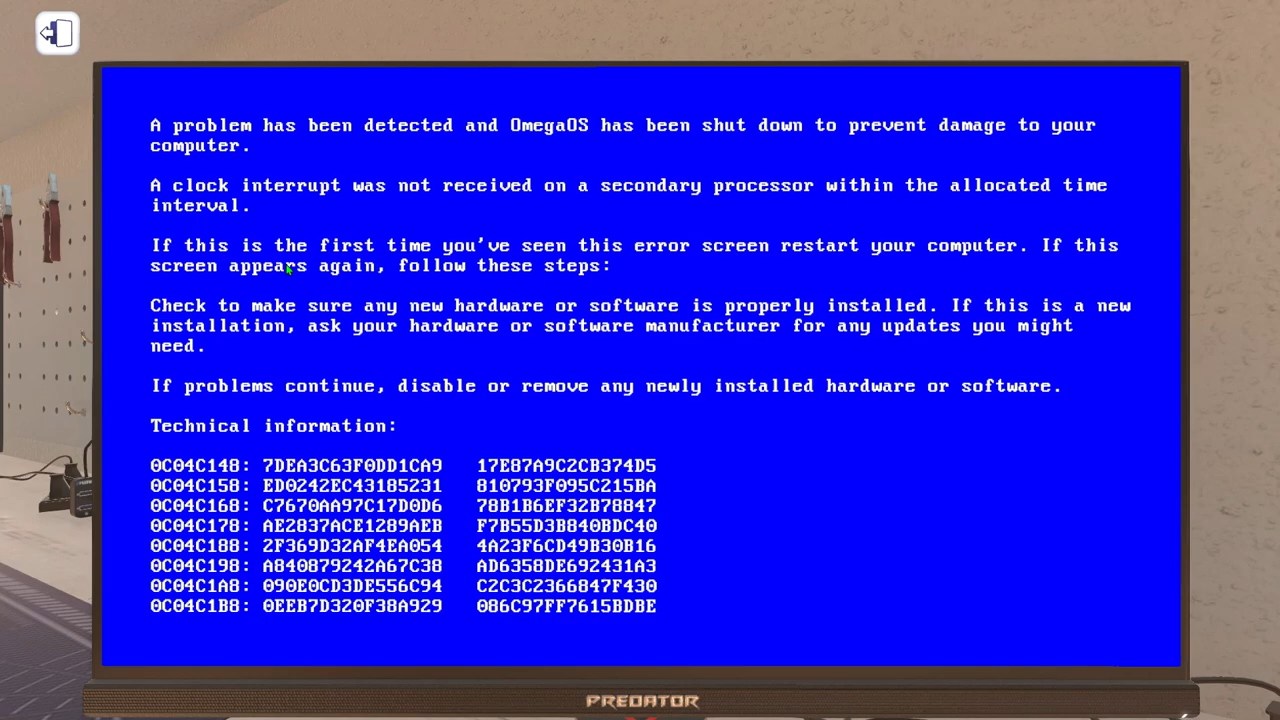 A problem has been detected and OmegaOS has been shut down to prevent damage to your
computer.
A clock interrupt was not received on a secondary processor within the allocated time
interval.
If this is the first time you've seen this error screen restart your computer. If this
screen appears again, follow these steps:
Check to make sure any new hardware or software is properly installed. If this is a new
installation, ask your hardware or software manufacturer for any updates you might
need.
If problems continue, disable or remove any newly installed hardware or software.
Technical information:
0C04C148: 7DEA3C63F0DD1CA9 17E87A9C2CB374D5
0C04C158: ED0242EC43185231 810793F095C215BA
0C04C168: C7670AA97C17D0D6 78B1B6EF32B78847
0C04C178: AE2837ACE1289AEB F7B55D3B840BDC40
0C04C188: 2F369D32AF4EA054 4A23F6CD49B30B16
0C04C198: A840879242A67C38 AD6358DE692431A3
0C04C1A8: 090E0CD3DE556C94 C2C3C2366847F430
0C04C1B8: 0EEB7D320F38A929 086C97FF7615BDBE
PREDATOR